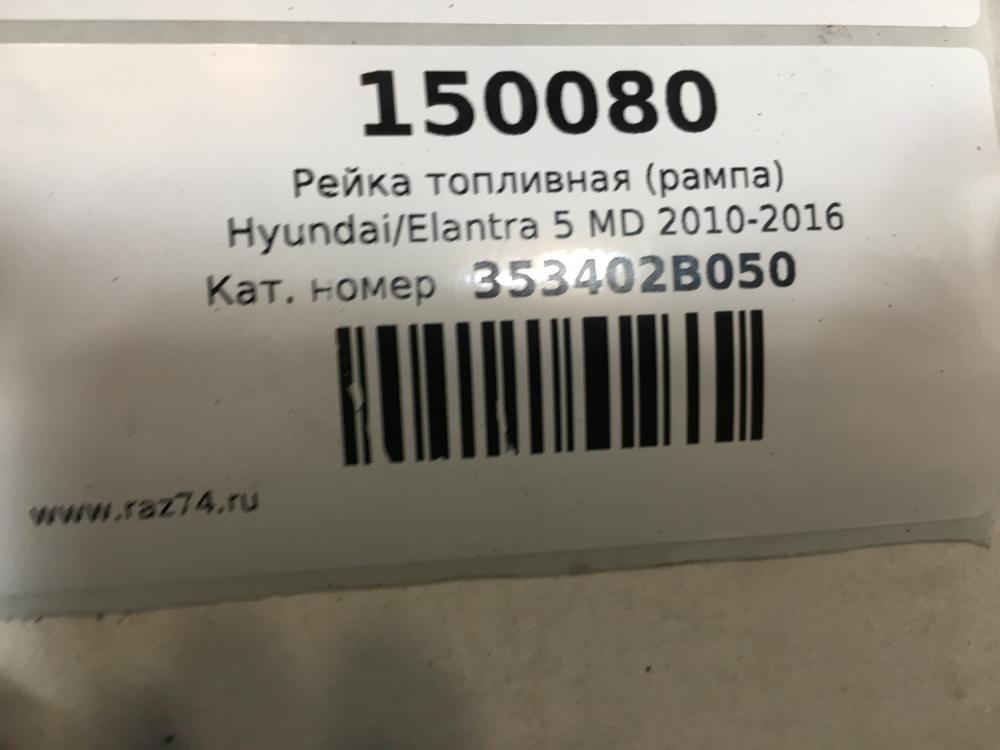 150080
Рейка топливная (рампа)
Hyundai/Elantra 5 MD 2010-2016
Кат. номер 353402B050
www.raz74.ru